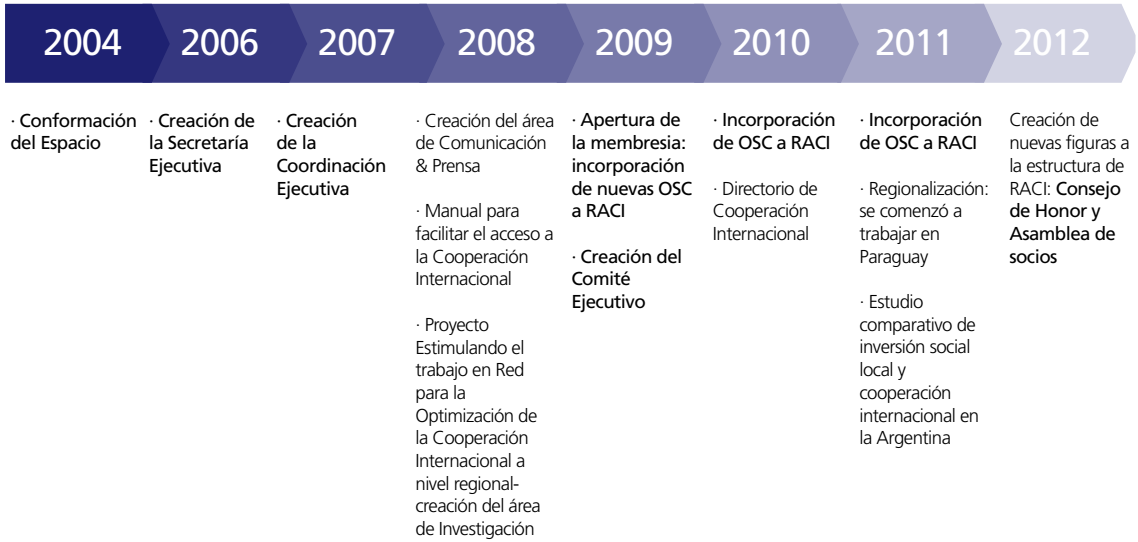 2004
2006
2007
2008
2009
2010
2011
2012
· Conformación
del Espacio
· Creación de
la Secretaría
Ejecutiva
· Creación
de la
Coordinación
Ejecutiva
· Creación del área
de Comunicación
& Prensa
· Manual para
facilitar el acceso a
la Cooperación
Internacional
· Proyecto
Estimulando el
trabajo en Red
para la
Optimización de
la Cooperación
Internacional a
nivel regional-
creación del área
de Investigación
· Apertura de
la membresia:
incorporación
de nuevas OSC
a RACI
· Creación del
Comité
Ejecutivo
· Incorporación
de OSC a RACI
· Directorio de
Cooperación
Internacional
· Incorporación
de OSC a RACI
· Regionalización:
se comenzó a
trabajar en
Paraguay
· Estudio
comparativo de
inversión social
local y
cooperación
internacional en
la Argentina
Creación de
nuevas figuras a
la estructura de
RACI: Consejo
de Honor y
Asamblea de
socios